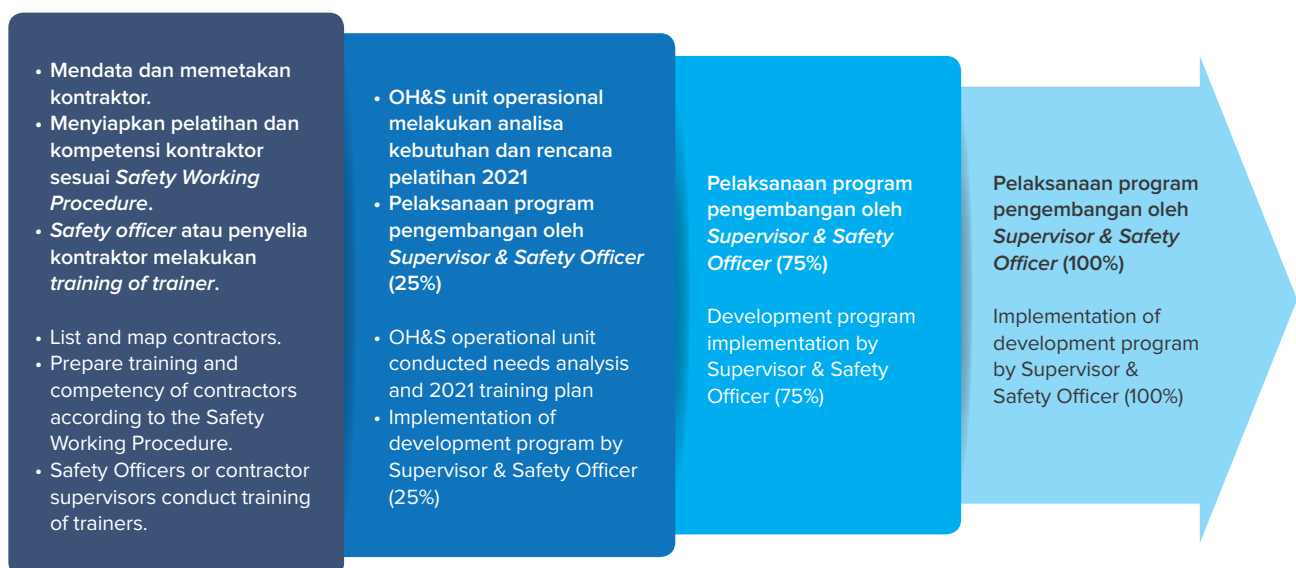 • Mendata dan memetakan
kontraktor.
• Menyiapkan pelatihan dan
kompetensi kontraktor
sesuai Safety Working
Procedure.
• Safety officer atau penyelia
kontraktor melakukan
training of trainer.
• List and map contractors.
• Prepare training and
competency of contractors
according to the Safety
Working Procedure.
• Safety Officers or contractor
supervisors conduct training
of trainers.
• OH&S unit operasional
melakukan analisa
kebutuhan dan rencana
pelatihan 2021
• Pelaksanaan program
pengembangan oleh
Supervisor & Safety Officer
(25%)
• OH&S operational unit
conducted needs analysis
and 2021 training plan
• Implementation of
development program by
Supervisor & Safety Officer
(25%)
Pelaksanaan program
pengembangan oleh
Supervisor & Safety
Officer (75%)
Development program
implementation by
Supervisor & Safety
Officer (75%)
Pelaksanaan program
pengembangan oleh
Supervisor & Safety
Officer (100%)
Implementation of
development program
by Supervisor &
Safety Officer (100%)